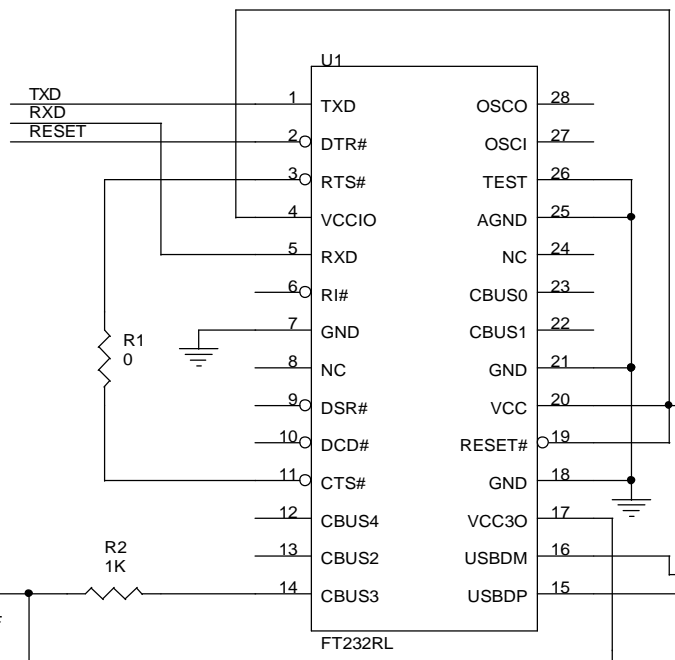 U1
TXD
RXD
RESET
1 TXD OSCO 28
2 DTR# OSCI 27
3 RTS# TEST 26
4 VCCIO AGND 25
5 RXD NC 24
6 RI# CBUS0 23
7 GND CBUS1 22
8 NC GND 21
9 DSR# VCC 20
10 DCD# RESET# 19
11 CTS# GND 18
12 CBUS4 VCC3O 17
13 CBUS2 USBDM 16
14 CBUS3 USBDP 15
R1
0
R2
1K
FT232RL